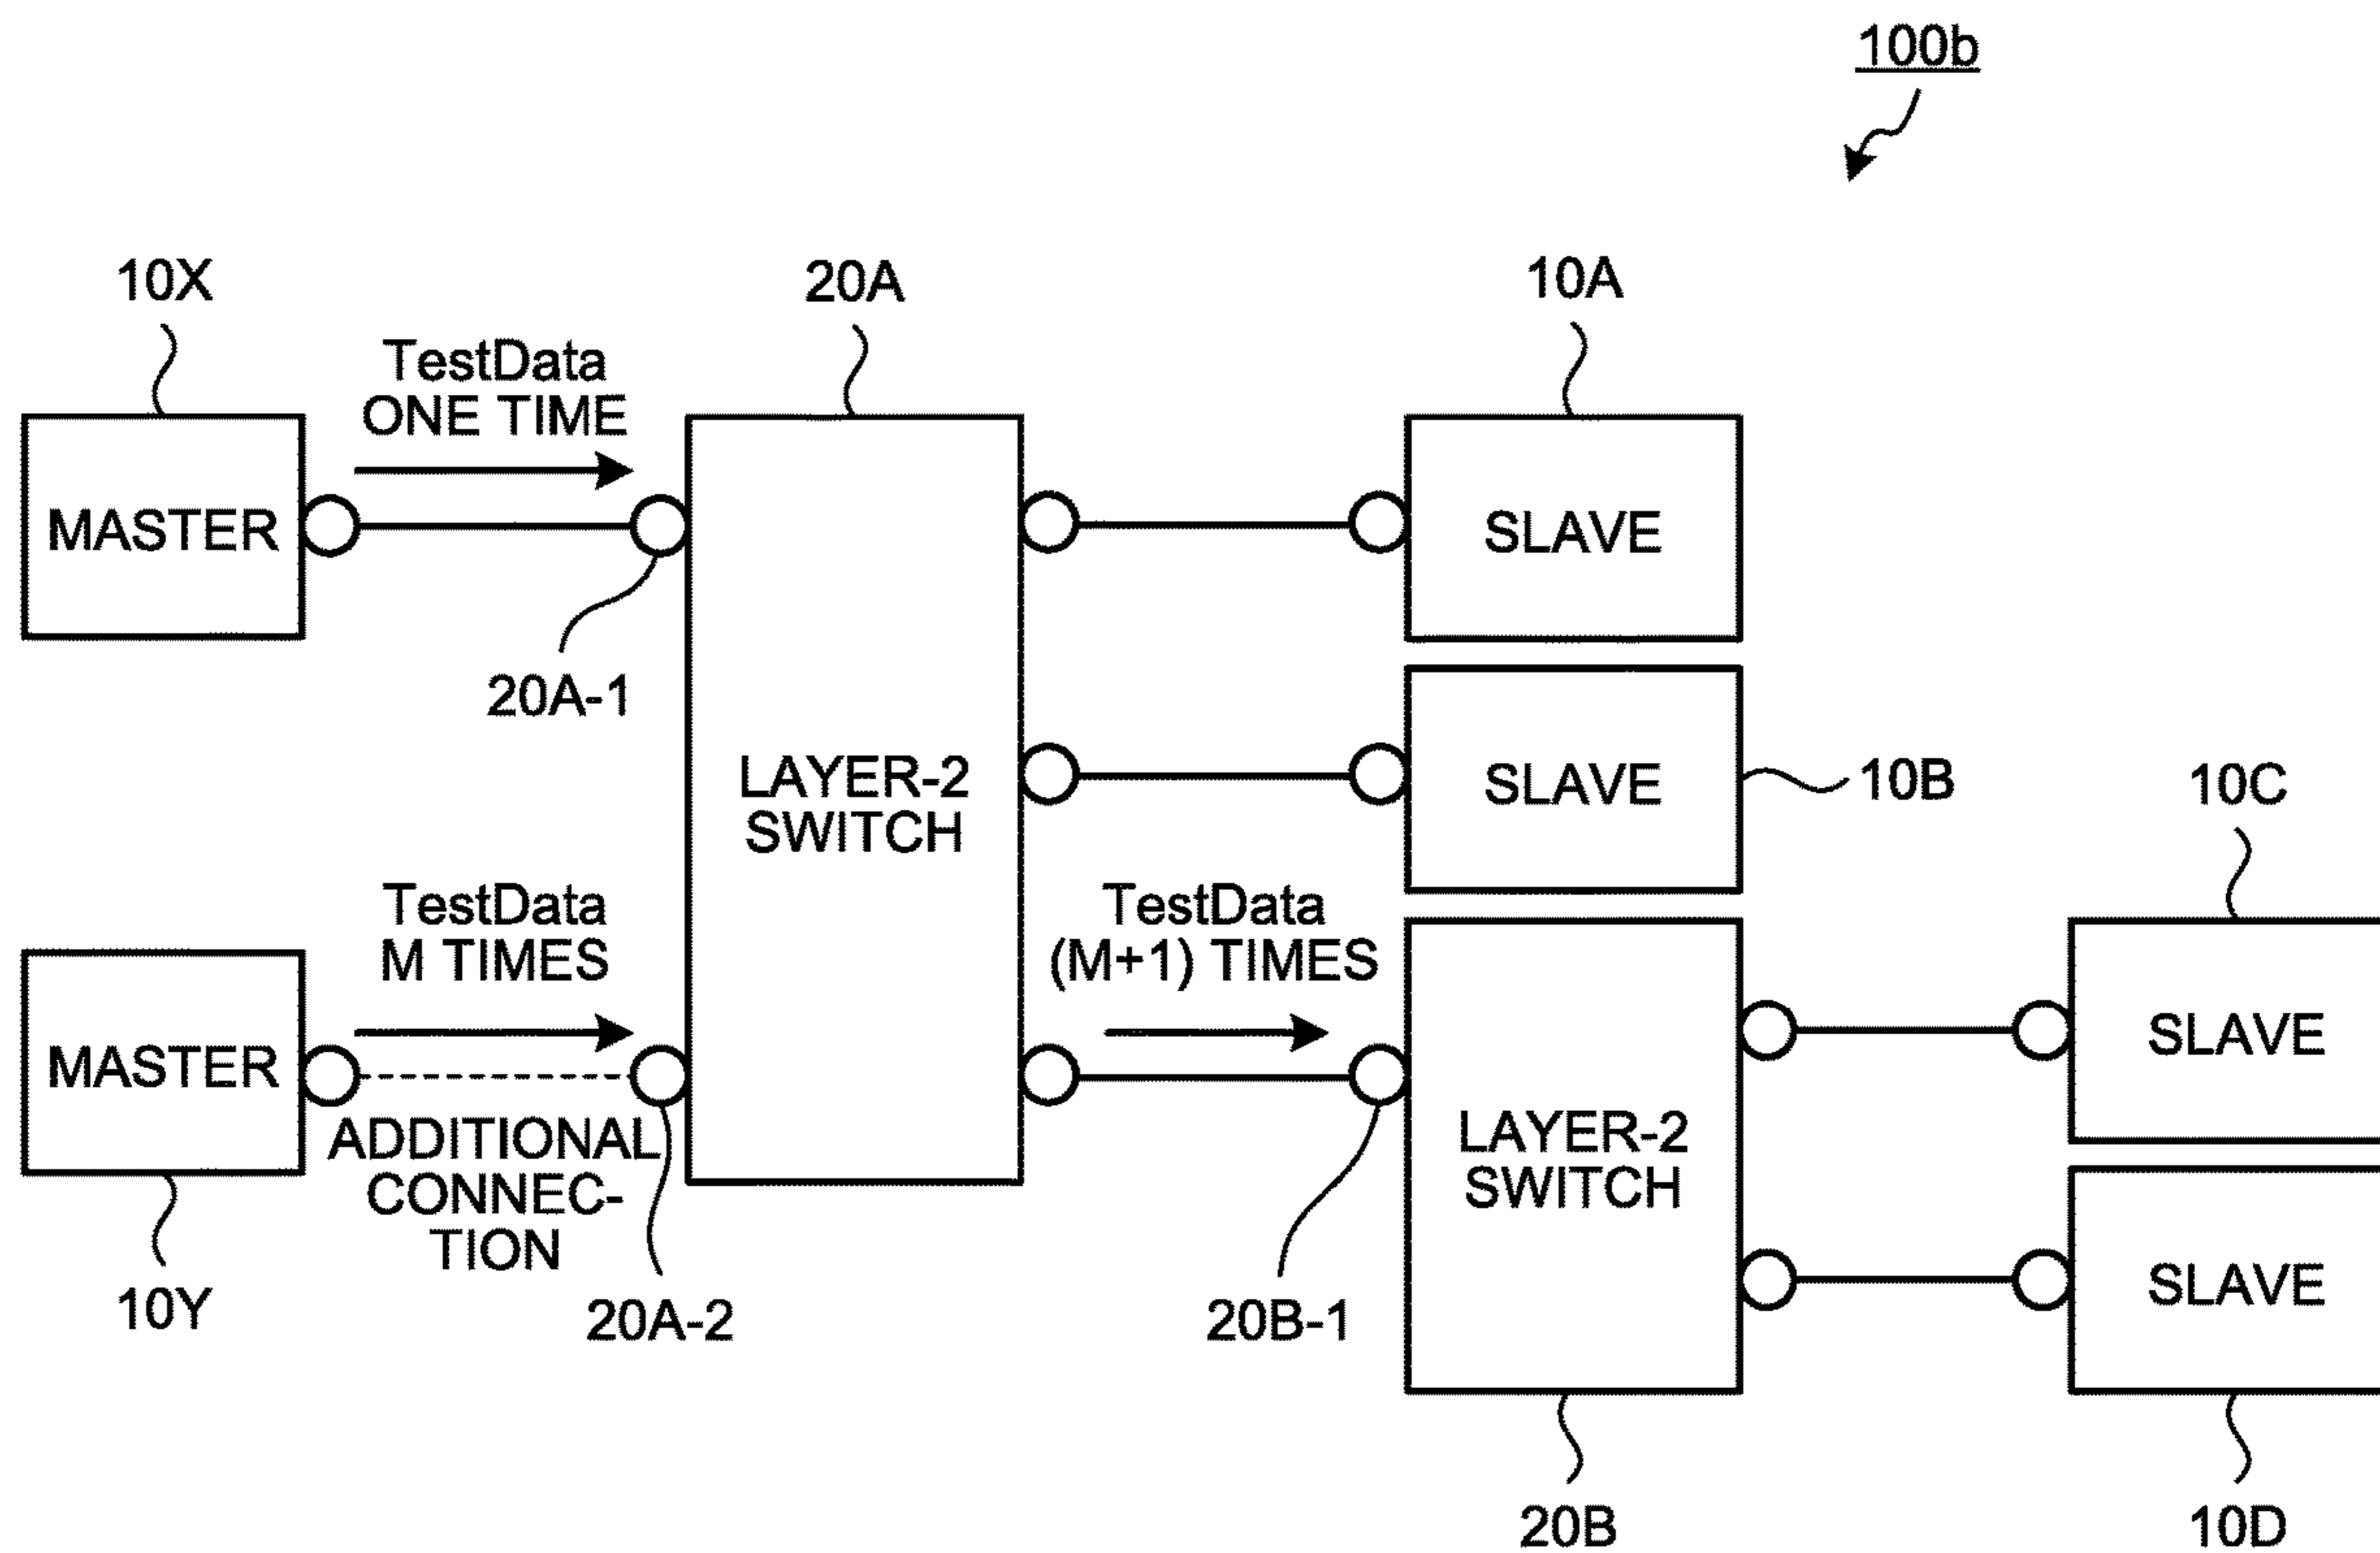 100b
10X
20A
10A
TestData
ONE TIME
MASTER
SLAVE
20A-1
LAYER-2
SWITCH
SLAVE
10B
10C
TestData
M TIMES
TestData
(M+1) TIMES
MASTER
SLAVE
ADDITIONAL
CONNEC-
TION
LAYER-2
SWITCH
10Y
20A-2
20B-1
SLAVE
20B
10D